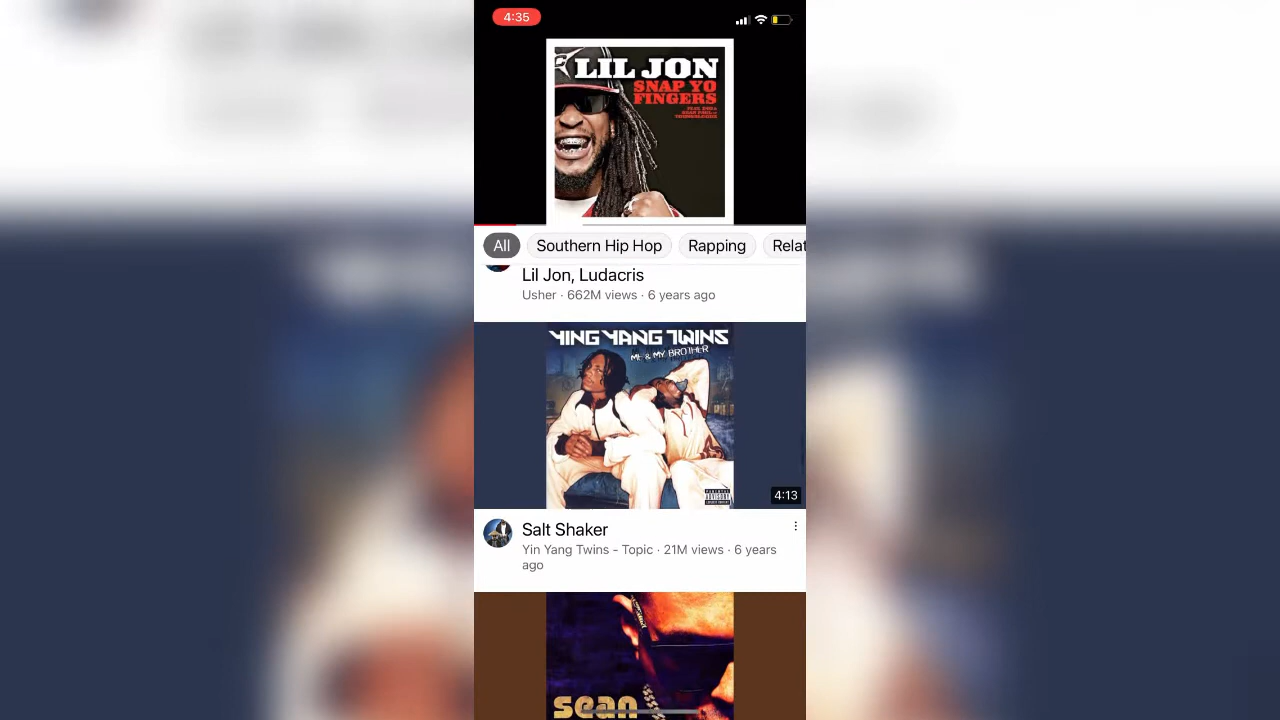 4:35
LIL JON
SNAP YO
FINGERS
All
Southern Hip Hop
Rapping
Relat
Lil Jon, Ludacris
Usher · 662M views · 6 years ago
YING YANG TWINS
ME & MY BROTHER
4:13
Salt Shaker
Yin Yang Twins - Topic · 21M views · 6 years
ago
sean